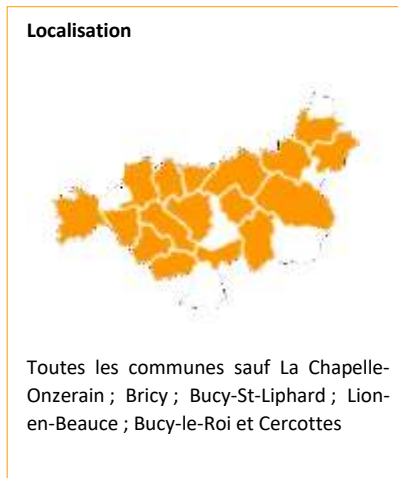 Localisation
Toutes les communes sauf La Chapelle-
Onzerain ; Bricy ; Bucy-St-Liphard ; Lion-
en-Beauce ; Bucy-le-Roi et Cercottes